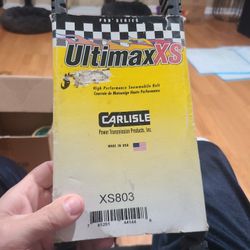 PRO SERIES
UltimaxXS
High Performance Snowmobile Belt
Courroie de Motoneige Haute Performance
CARLISLE
Power Transmission Products, Inc.
MADE IN USA
XS803